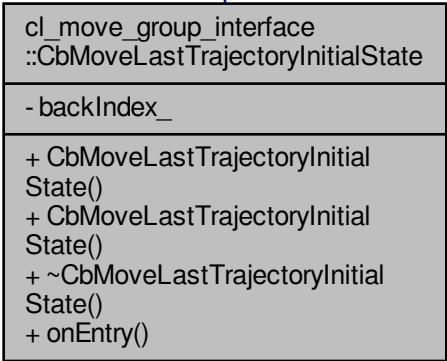 cl_move_group_interface
::CbMoveLastTrajectoryInitialState
- backIndex_
+ CbMoveLastTrajectoryInitial
State()
+ CbMoveLastTrajectoryInitial
State()
+ ~CbMoveLastTrajectoryInitial
State()
+ onEntry()